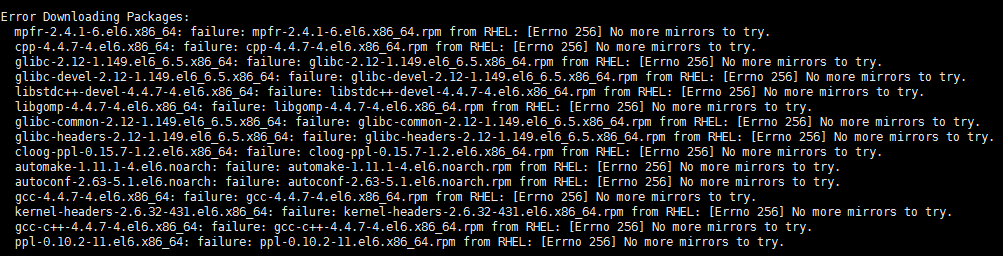 Error Downloading Packages:
mpfr-2.4.1-6.el6.x86_64: failure: mpfr-2.4.1-6.el6.x86_64.rpm from RHEL: [Errno 256] No more mirrors to try.
cpp-4.4.7-4.el6.x86_64: failure: cpp-4.4.7-4.el6.x86_64.rpm from RHEL: [Errno 256] No more mirrors to try.
glibc-2.12-1.149.el6_6.5.x86_64: failure: glibc-2.12-1.149.el6_6.5.x86_64.rpm from RHEL: [Errno 256] No more mirrors to try.
glibc-devel-2.12-1.149.el6_6.5.x86_64: failure: glibc-devel-2.12-1.149.el6_6.5.x86_64.rpm from RHEL: [Errno 256] No more mirrors to try.
libstdc++-devel-4.4.7-4.el6.x86_64: failure: libstdc++-devel-4.4.7-4.el6.x86_64.rpm from RHEL: [Errno 256] No more mirrors to try.
libgomp-4.4.7-4.el6.x86_64: failure: libgomp-4.4.7-4.el6.x86_64.rpm from RHEL: [Errno 256] No more mirrors to try.
glibc-common-2.12-1.149.el6_6.5.x86_64: failure: glibc-common-2.12-1.149.el6_6.5.x86_64.rpm from RHEL: [Errno 256] No more mirrors to try.
glibc-headers-2.12-1.149.el6_6.5.x86_64: failure: glibc-headers-2.12-1.149.el6_6.5.x86_64.rpm from RHEL: [Errno 256] No more mirrors to try.
cloog-ppl-0.15.7-1.2.el6.x86_64: failure: cloog-ppl-0.15.7-1.2.el6.x86_64.rpm from RHEL: [Errno 256] No more mirrors to try.
automake-1.11.1-4.el6.noarch: failure: automake-1.11.1-4.el6.noarch.rpm from RHEL: [Errno 256] No more mirrors to try.
autoconf-2.63-5.1.el6.noarch: failure: autoconf-2.63-5.1.el6.noarch.rpm from RHEL: [Errno 256] No more mirrors to try.
gcc-4.4.7-4.el6.x86_64: failure: gcc-4.4.7-4.el6.x86_64.rpm from RHEL: [Errno 256] No more mirrors to try.
kernel-headers-2.6.32-431.el6.x86_64: failure: kernel-headers-2.6.32-431.el6.x86_64.rpm from RHEL: [Errno 256] No more mirrors to try.
gcc-c++-4.4.7-4.el6.x86_64: failure: gcc-c++-4.4.7-4.el6.x86_64.rpm from RHEL: [Errno 256] No more mirrors to try.
ppl-0.10.2-11.el6.x86_64: failure: ppl-0.10.2-11.el6.x86_64.rpm from RHEL: [Errno 256] No more mirrors to try.